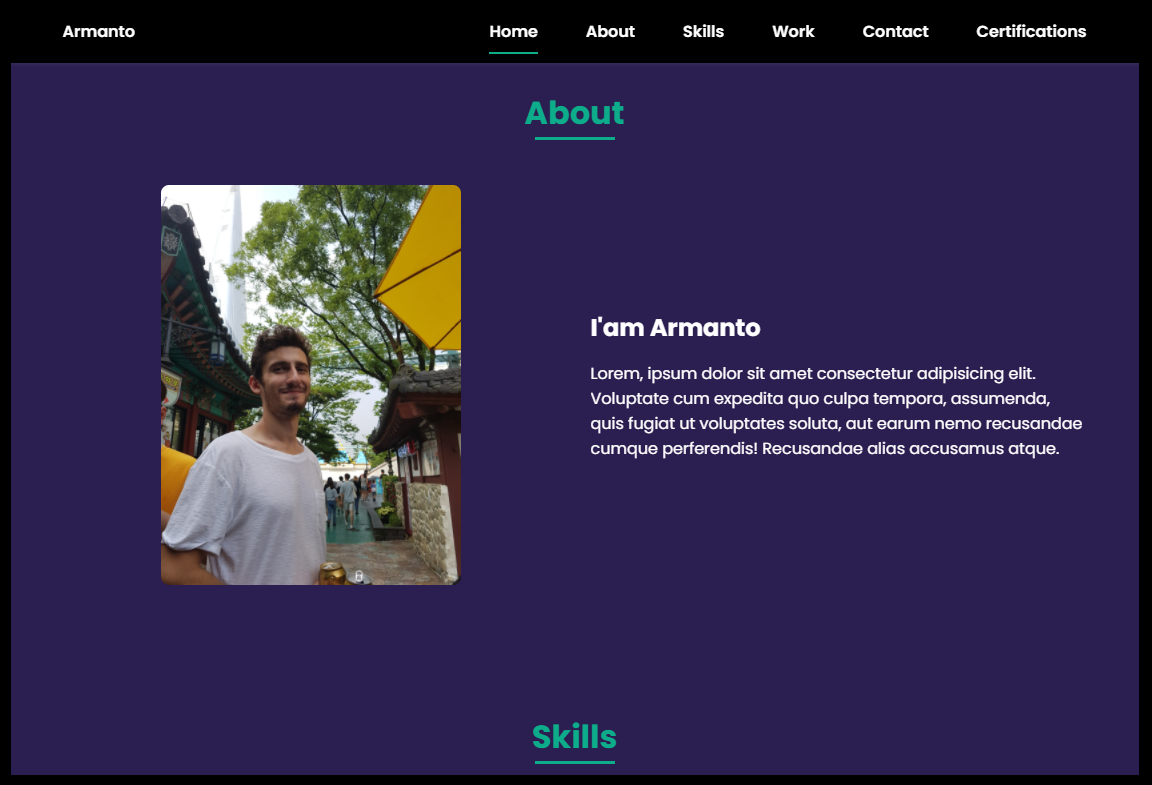 Armanto
Home About Skills Work Contact Certifications
About
I'am Armanto
Lorem, ipsum dolor sit amet consectetur adipisicing elit.
Voluptate cum expedita quo culpa tempora, assumenda,
quis fugiat ut voluptates soluta, aut earum nemo recusandae
cumque perferendis! Recusandae alias accusamus atque.
Skills